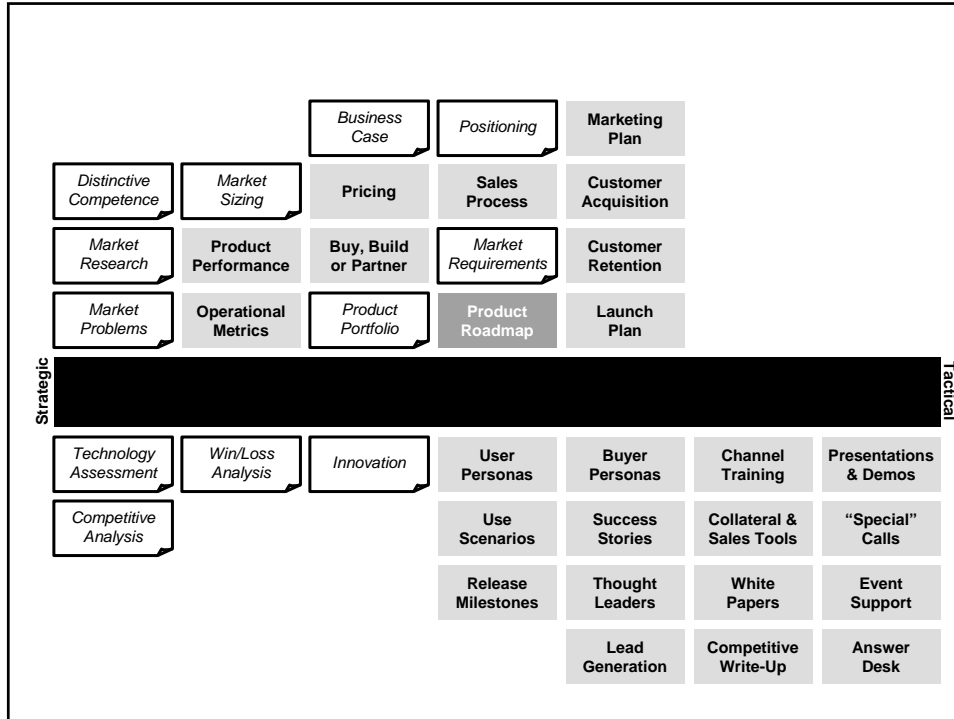 Business
Case
Positioning
Marketing
Plan
Distinctive
Competence
Market
Sizing
Pricing
Sales
Process
Customer
Acquisition
Market
Research
Product
Performance
Buy, Build
or Partner
Market
Requirements
Customer
Retention
Market
Problems
Operational
Metrics
Product
Portfolio
Product
Roadmap
Launch
Plan
Strategic
Tactical
Technology
Assessment
Win/Loss
Analysis
Innovation
User
Personas
Buyer
Personas
Channel
Training
Presentations
& Demos
Competitive
Analysis
Use
Scenarios
Success
Stories
Collateral &
Sales Tools
“Special”
Calls
Release
Milestones
Thought
Leaders
White
Papers
Event
Support
Lead
Generation
Competitive
Write-Up
Answer
Desk